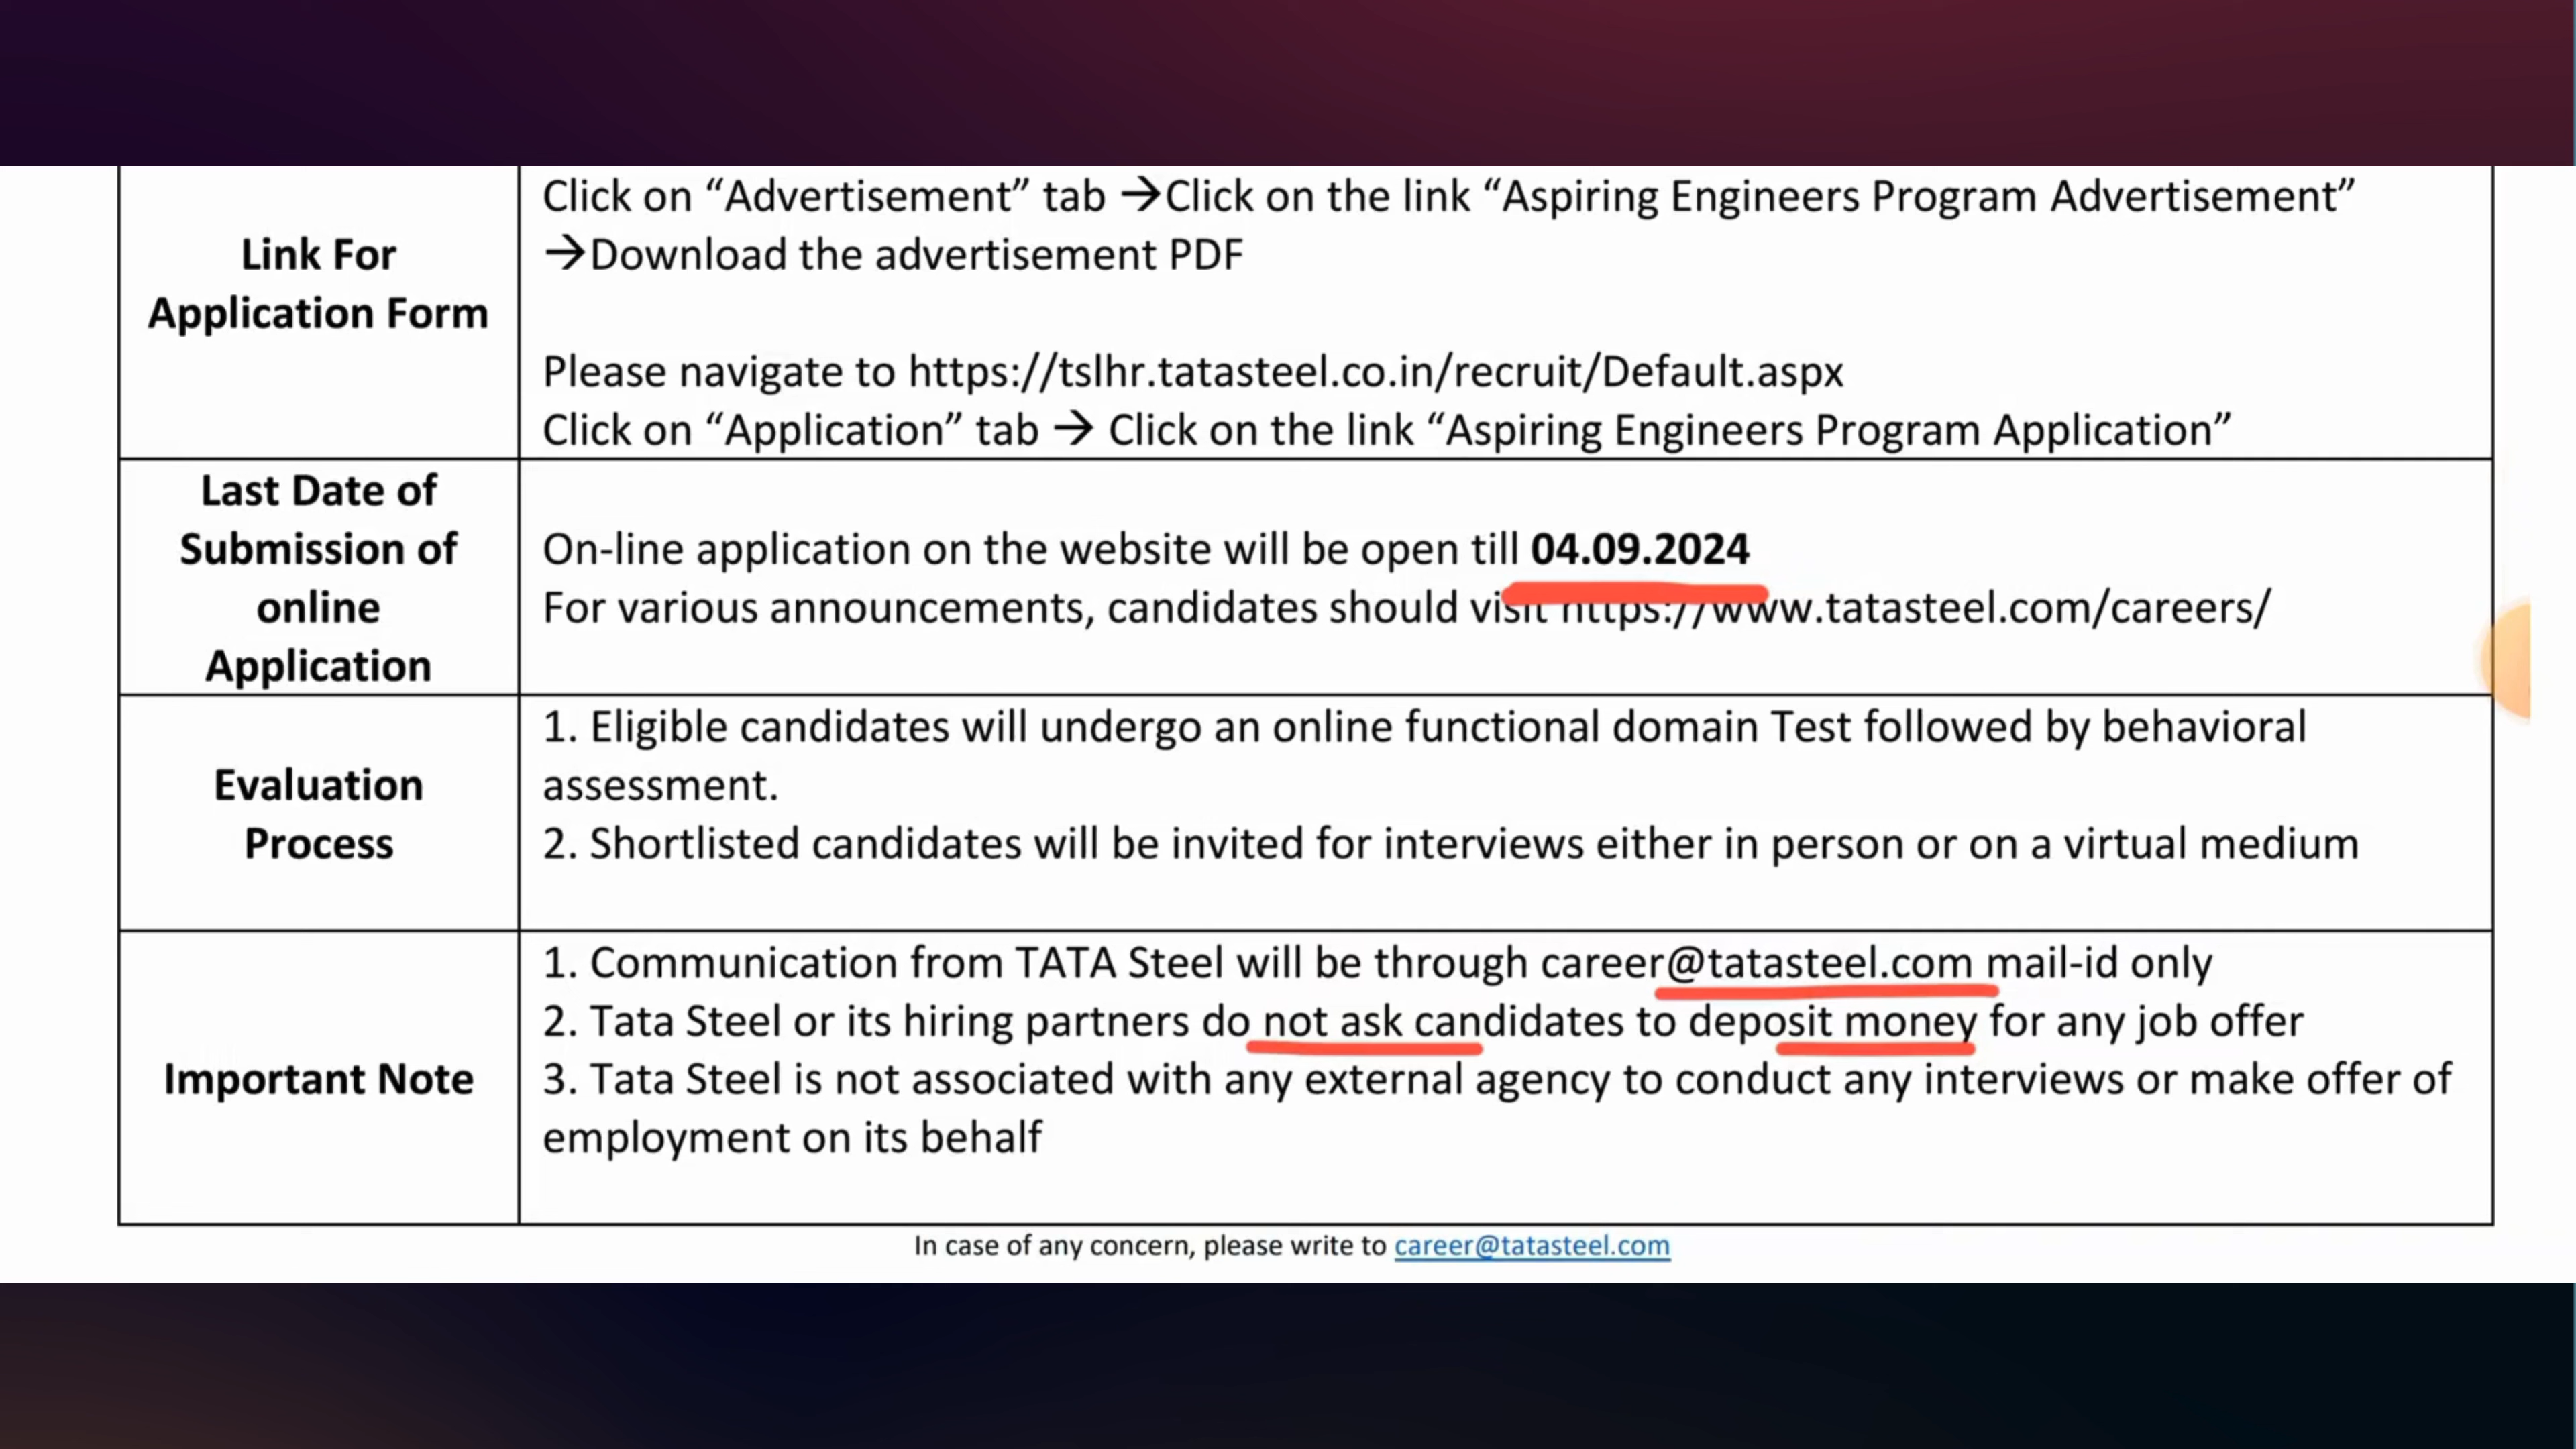 Link For
Application Form
Click on “Advertisement” tab →Click on the link “Aspiring Engineers Program Advertisement”
→Download the advertisement PDF
Please navigate to https://tslhr.tatasteel.co.in/recruit/Default.aspx
Click on “Application” tab → Click on the link “Aspiring Engineers Program Application”
Last Date of
Submission of
online
Application
On-line application on the website will be open till 04.09.2024
For various announcements, candidates should visit https://www.tatasteel.com/careers/
Evaluation
Process
1. Eligible candidates will undergo an online functional domain Test followed by behavioral
assessment.
2. Shortlisted candidates will be invited for interviews either in person or on a virtual medium
Important Note
1. Communication from TATA Steel will be through career@tatasteel.com mail-id only
2. Tata Steel or its hiring partners do not ask candidates to deposit money for any job offer
3. Tata Steel is not associated with any external agency to conduct any interviews or make offer of
employment on its behalf
In case of any concern, please write to career@tatasteel.com